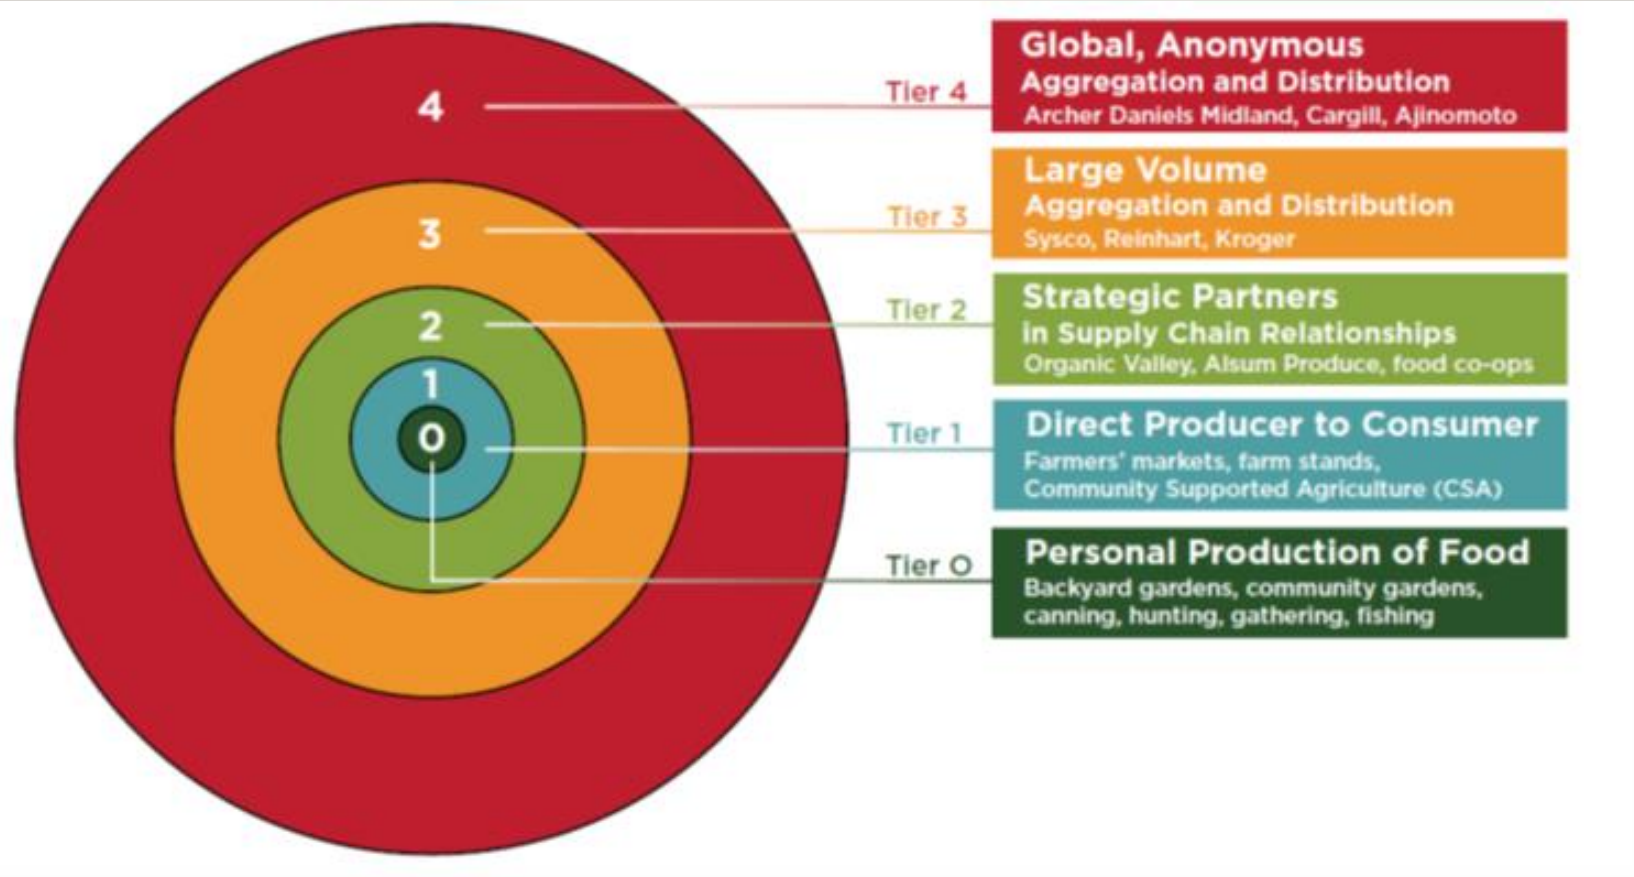 4
Tier 4
Global, Anonymous
Aggregation and Distribution
Archer Daniels Midland, Cargill, Ajinomoto
3
Tier 3
Large Volume
Aggregation and Distribution
Sysco, Reinhart, Kroger
2
Tier 2
Strategic Partners
in Supply Chain Relationships
Organic Valley, Alsum Produce, food co-ops
1
Tier 1
Direct Producer to Consumer
Farmers' markets, farm stands,
Community Supported Agriculture (CSA)
0
Tier 0
Personal Production of Food
Backyard gardens, community gardens,
canning, hunting, gathering, fishing